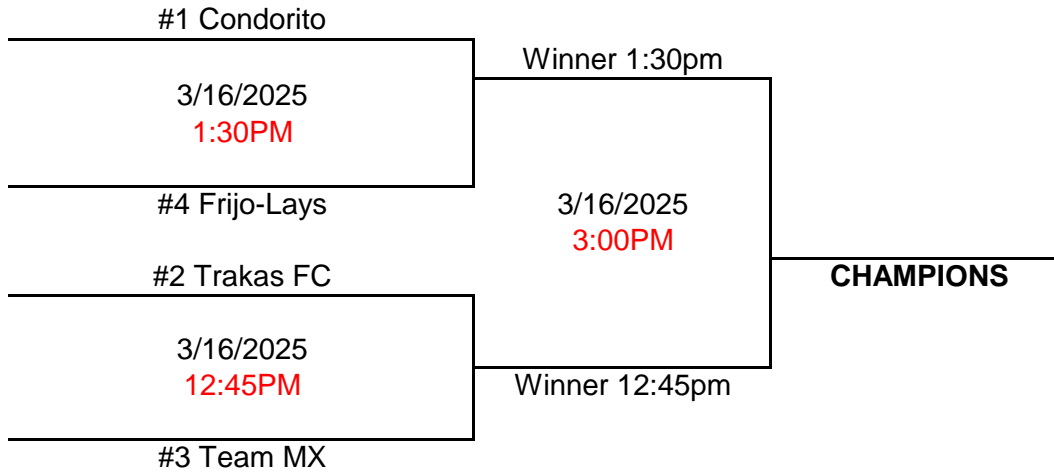 #1 Condorito
Winner 1:30pm
3/16/2025
1:30PM
#4 Frijo-Lays
3/16/2025
3:00PM
#2 Trakas FC
CHAMPIONS
3/16/2025
12:45PM
Winner 12:45pm
#3 Team MX